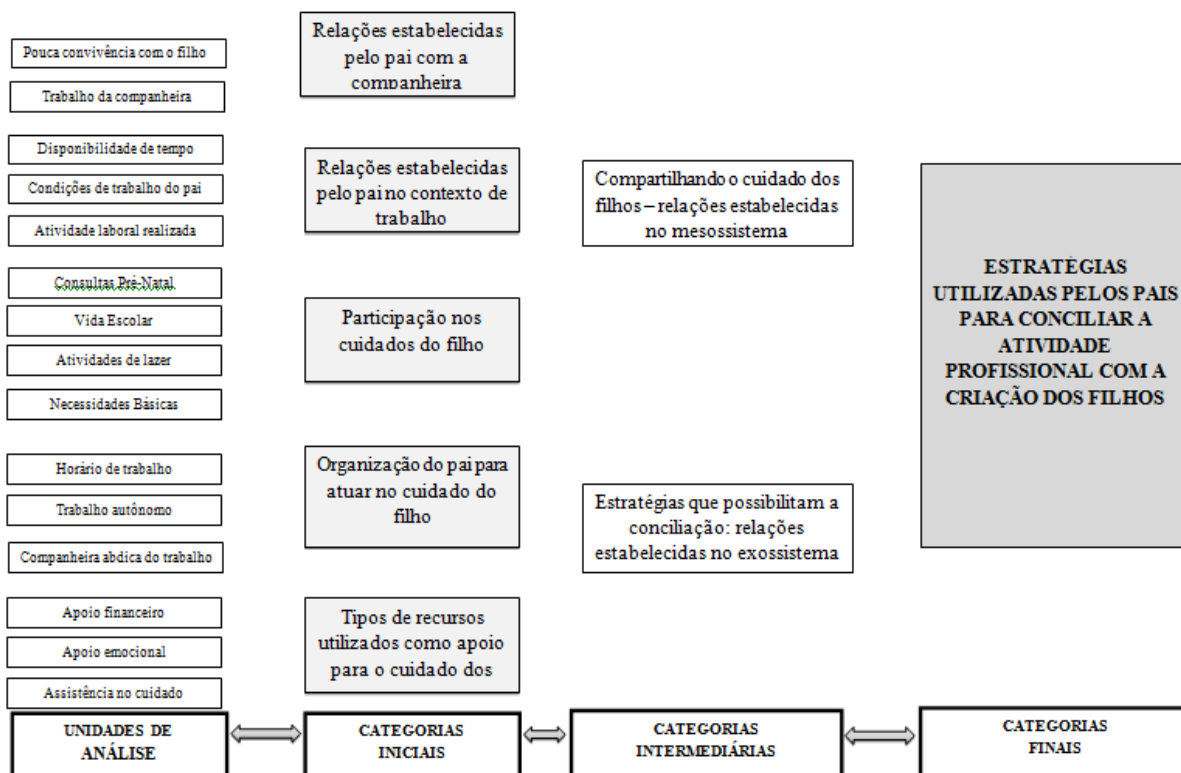 Pouca convivência com o filho
Trabalho da companheira
Disponibilidade de tempo
Condições de trabalho do pai
Atividade laboral realizada
Consultas Pré-Natal
Vida Escolar
Atividades de lazer
Necessidades Básicas
Horário de trabalho
Trabalho autônomo
Companheira abdica do trabalho
Apoio financeiro
Apoio emocional
Assistência no cuidado
UNIDADES DE
ANÁLISE
Relações estabelecidas
pelo pai com a
companheira
Relações estabelecidas
pelo pai no contexto de
trabalho
Participação nos
cuidados do filho
Organização do pai para
atuar no cuidado do
filho
Tipos de recursos
utilizados como apoio
para o cuidado dos
CATEGORIAS
INICIAIS
Compartilhando o cuidado dos
filhos – relações estabelecidas
no mesossistema
Estratégias que possibilitam a
conciliação: relações
estabelecidas no exossistema
CATEGORIAS
INTERMEDIÁRIAS
ESTRATÉGIAS
UTILIZADAS PELOS PAIS
PARA CONCILIAR A
ATIVIDADE
PROFISSIONAL COM A
CRIAÇÃO DOS FILHOS
CATEGORIAS
FINAIS